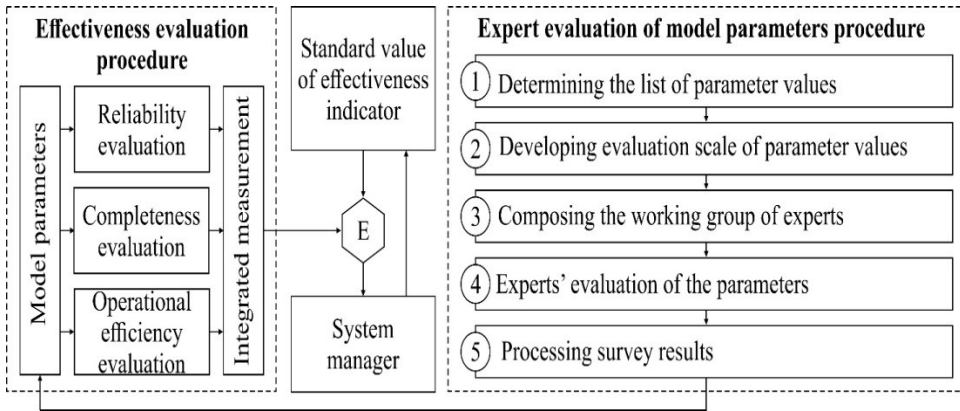 Effectiveness evaluation
procedure
Model parameters
Reliability
evaluation
Completeness
evaluation
Operational
efficiency
evaluation
Integrated measurement
Standard value
of effectiveness
indicator
E
System
manager
Expert evaluation of model parameters procedure
1 Determining the list of parameter values
2 Developing evaluation scale of parameter values
3 Composing the working group of experts
4 Experts’ evaluation of the parameters
5 Processing survey results